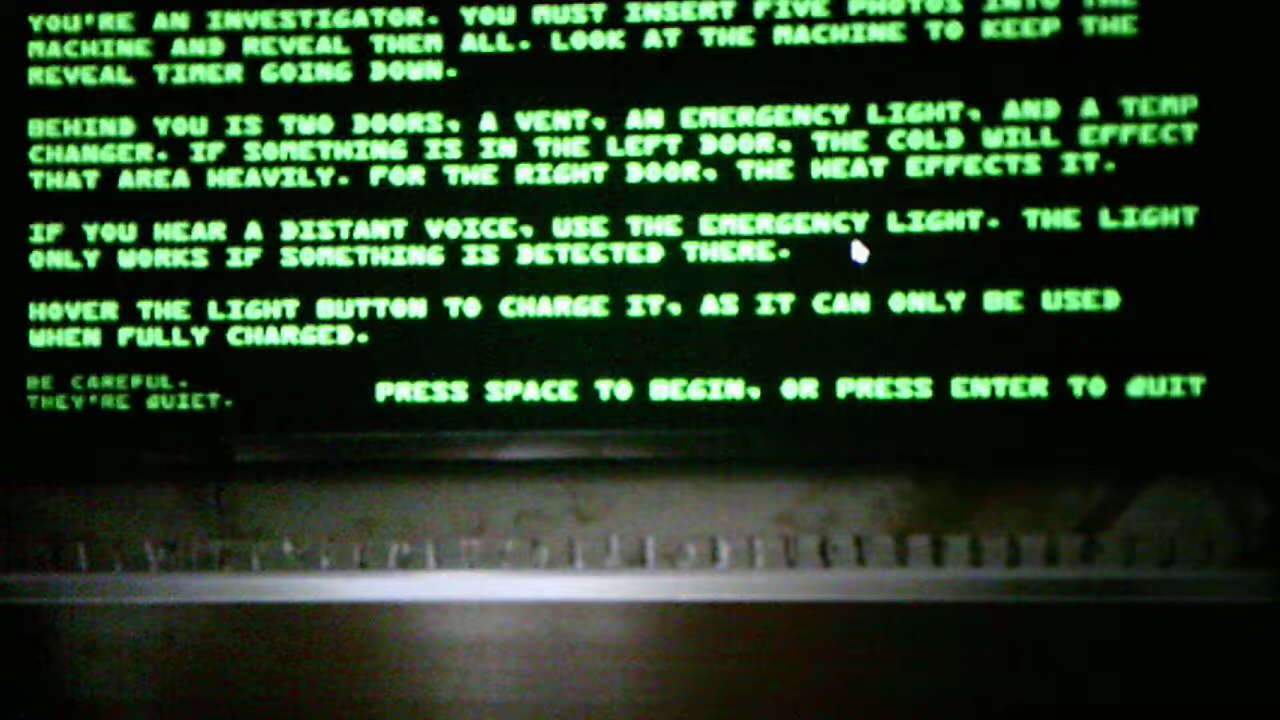 YOU'RE AN INVESTIGATOR. YOU MUST INSERT FIVE PHOTOS INTO THE
MACHINE AND REVEAL THEM ALL. LOOK AT THE MACHINE TO KEEP THE
REVEAL TIMER GOING DOWN.
BEHIND YOU IS TWO DOORS, A VENT, AN EMERGENCY LIGHT, AND A TEMP
CHANGER. IF SOMETHING IS IN THE LEFT DOOR, THE COLD WILL EFFECT
THAT AREA HEAVILY. FOR THE RIGHT DOOR, THE HEAT EFFECTS IT.
IF YOU HEAR A DISTANT VOICE, USE THE EMERGENCY LIGHT. THE LIGHT
ONLY WORKS IF SOMETHING IS DETECTED THERE.
HOVER THE LIGHT BUTTON TO CHARGE IT, AS IT CAN ONLY BE USED
WHEN FULLY CHARGED.
BE CAREFUL.
THEY'RE QUIET.
PRESS SPACE TO BEGIN, OR PRESS ENTER TO QUIT